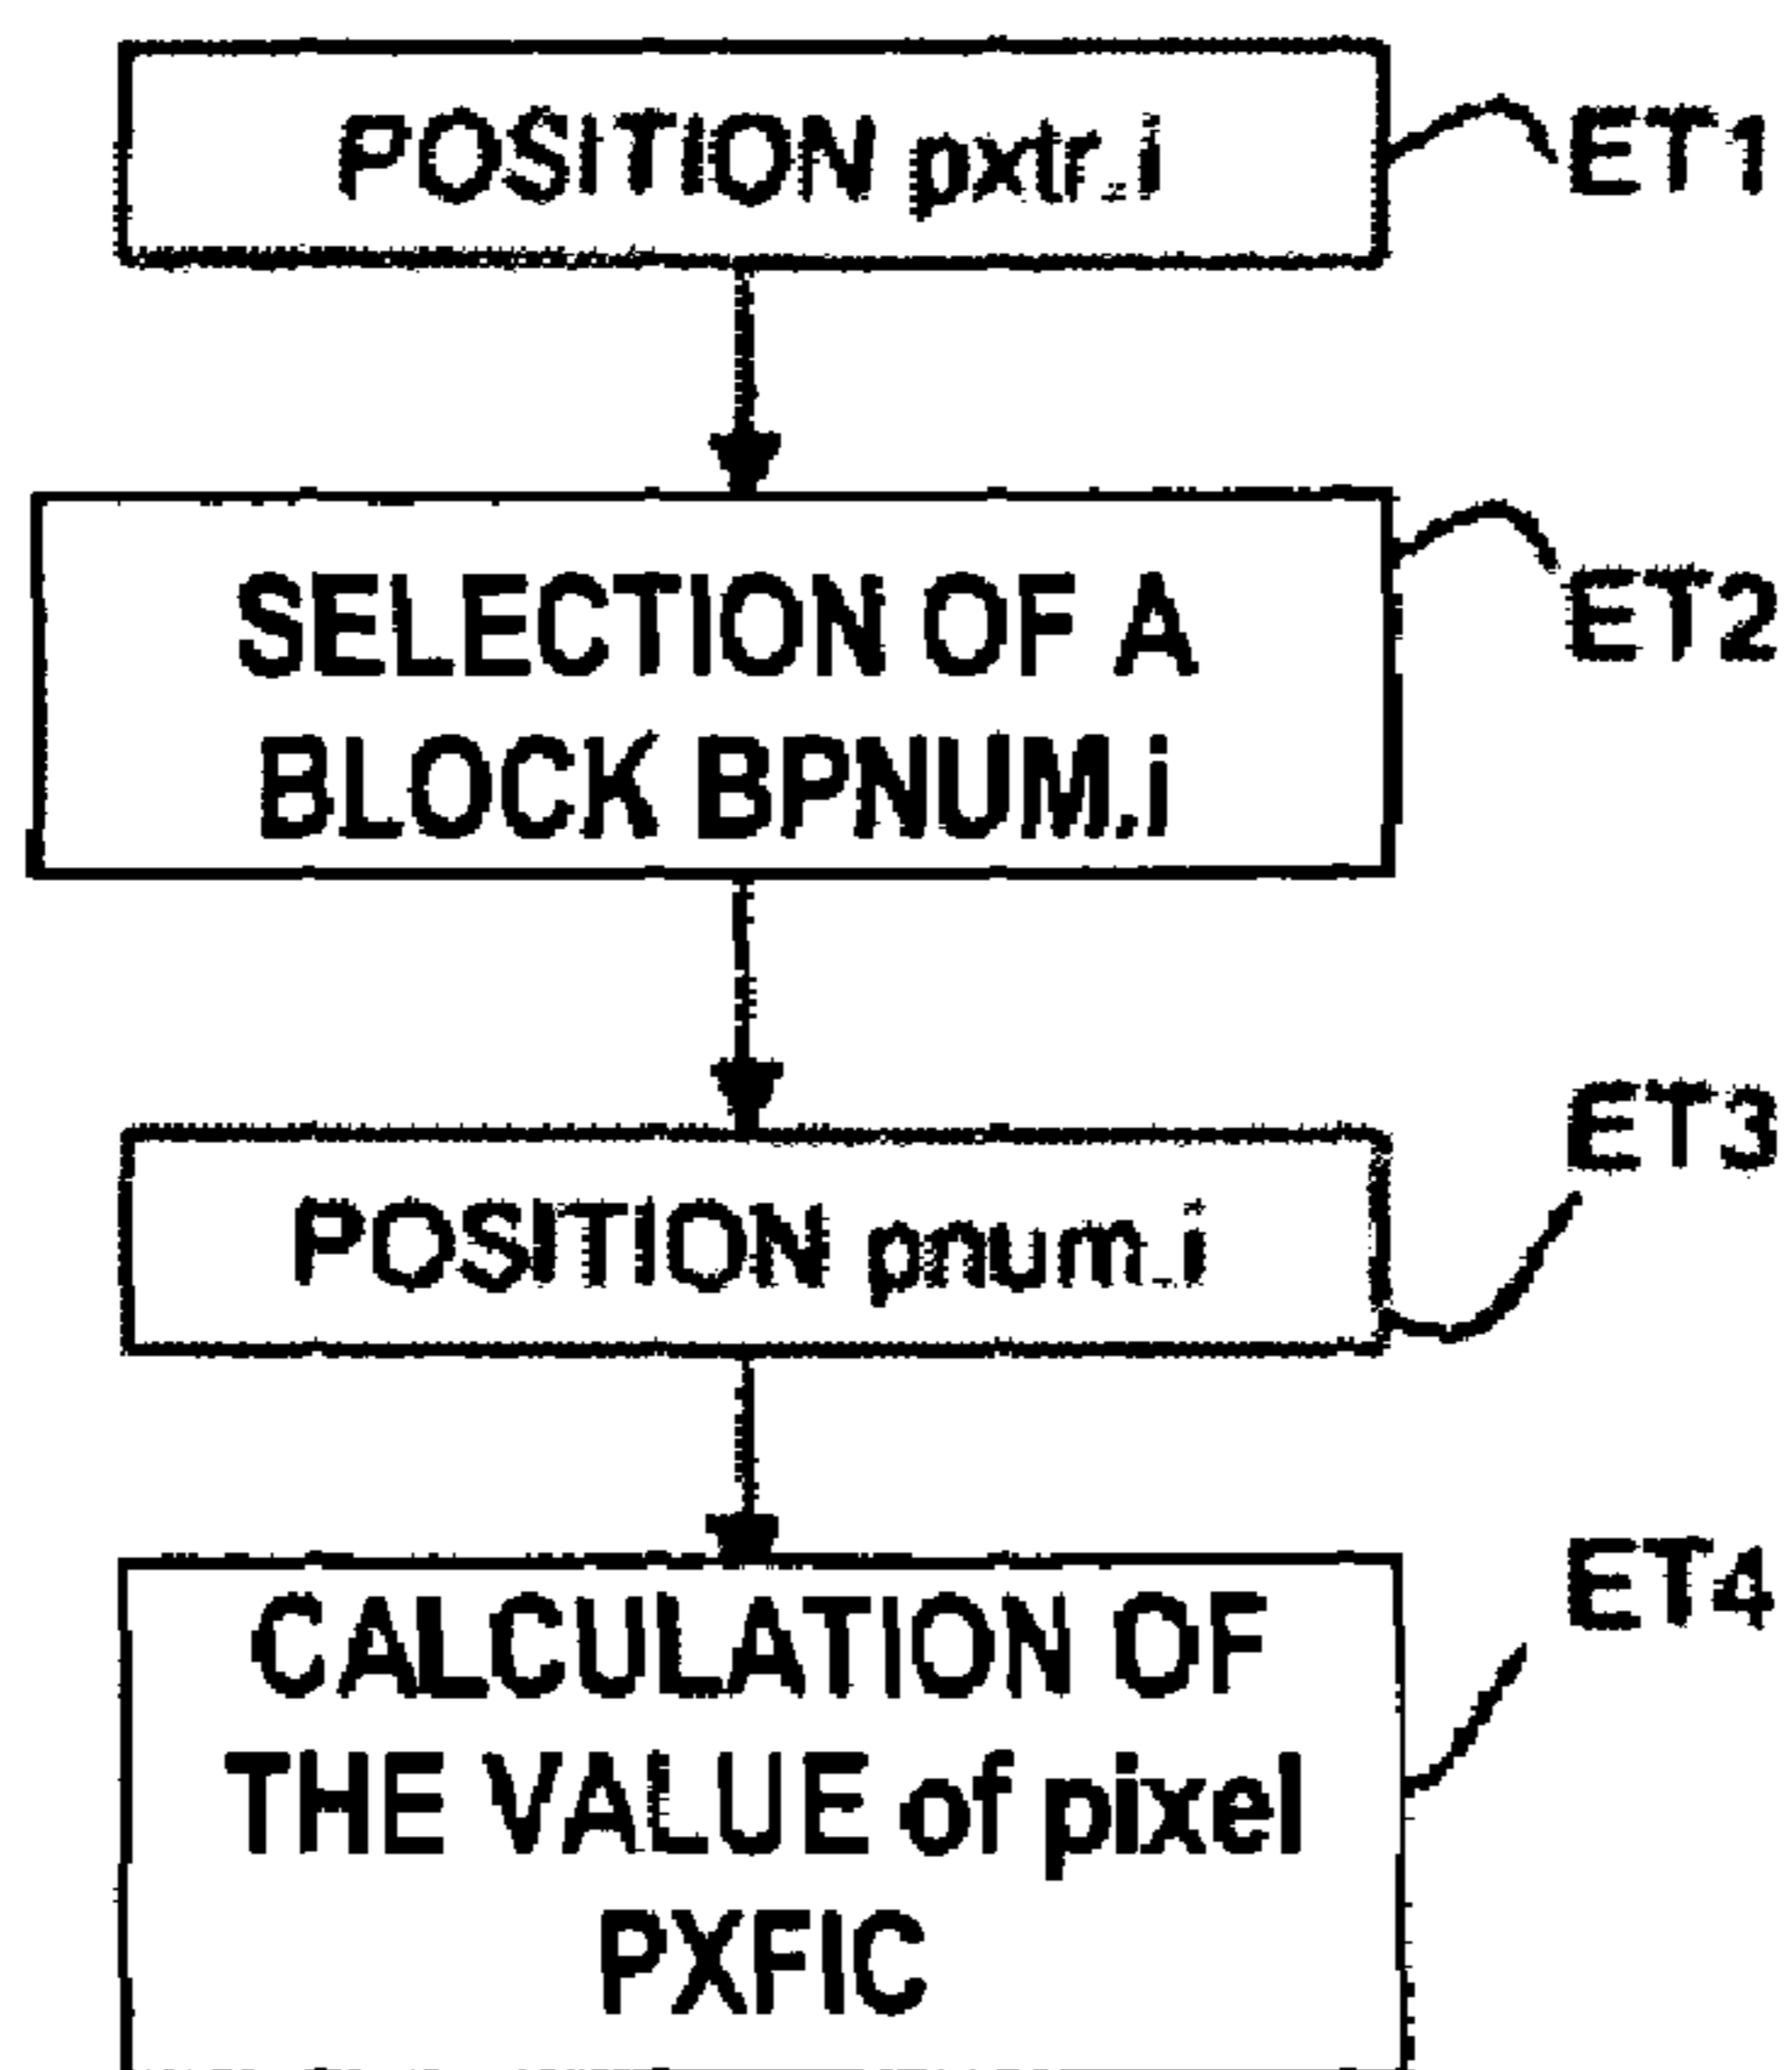 POSITION pxtr.i
ET1
SELECTION OF A
BLOCK BPNUM.i
ET2
POSITION pnum.i
ET3
CALCULATION OF
THE VALUE of pixel
PXFIC
ET4